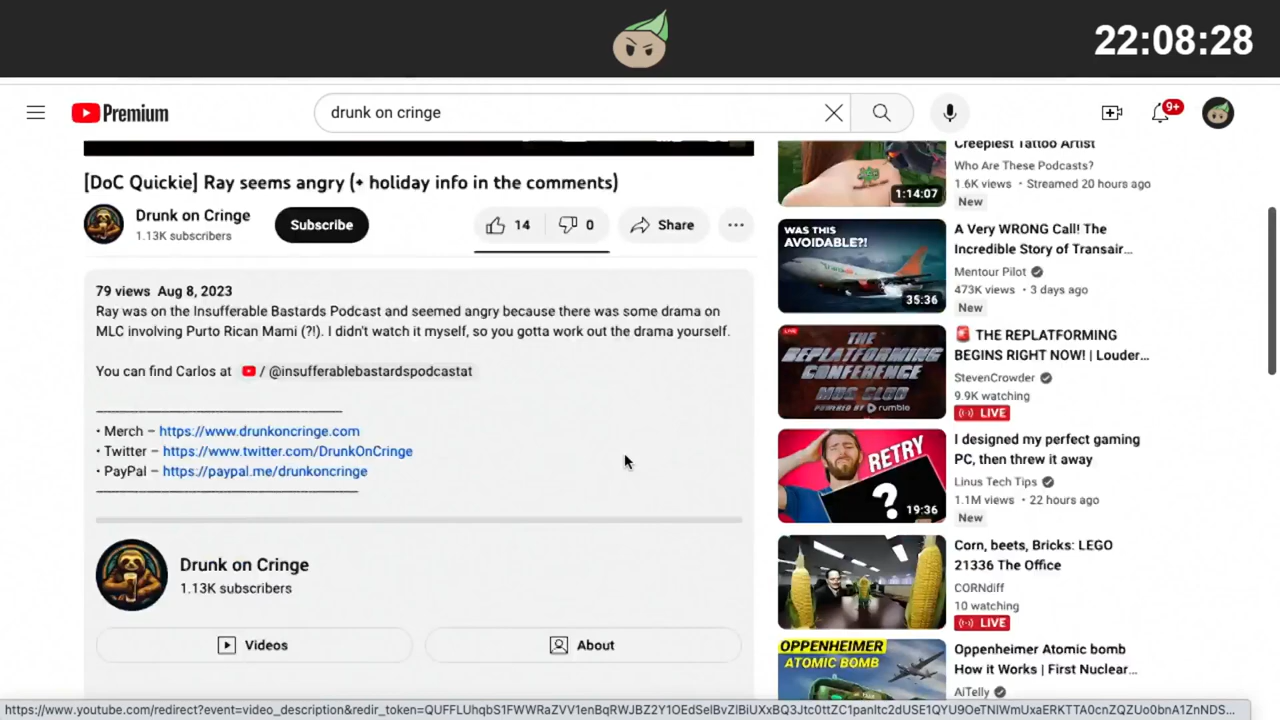 22:08:28
Premium
drunk on cringe
9+
[DoC Quickie] Ray seems angry (+ holiday info in the comments)
Drunk on Cringe
1.13K subscribers
Subscribe
14
0
Share
79 views Aug 8, 2023
Ray was on the Insufferable Bastards Podcast and seemed angry because there was some drama on
MLC involving Purto Rican Mami (?!). I didn't watch it myself, so you gotta work out the drama yourself.
You can find Carlos at / @insufferablebastardspodcastat
• Merch – https://www.drunkoncringe.com
• Twitter – https://www.twitter.com/DrunkOnCringe
• PayPal – https://paypal.me/drunkoncringe
Drunk on Cringe
1.13K subscribers
Videos
About
1:14:07
Creepiest Tattoo Artist
Who Are These Podcasts?
1.6K views • Streamed 20 hours ago
New
WAS THIS
AVOIDABLE?!
35:36
A Very WRONG Call! The
Incredible Story of Transair...
Mentour Pilot
473K views • 3 days ago
New
LIVE
THE
REPLATFORMING
CONFERENCE
MUG CLUB
POWERED BY rumble
🚨 THE REPLATFORMING
BEGINS RIGHT NOW! | Louder...
StevenCrowder
9.9K watching
LIVE
RETRY
?
19:36
I designed my perfect gaming
PC, then threw it away
Linus Tech Tips
1.1M views • 22 hours ago
New
Corn, beets, Bricks: LEGO
21336 The Office
CORNdiff
10 watching
LIVE
OPPENHEIMER
ATOMIC BOMB
Oppenheimer Atomic bomb
How it Works | First Nuclear...
AiTelly